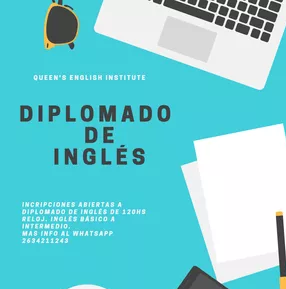 QUEEN'S ENGLISH INSTITUTE
DIPLOMADO
DE
INGLÉS
INCRIPCIONES ABIERTAS A
DIPLOMADO DE INGLÉS DE 120HS
RELOJ. INGLÉS BÁSICO A
INTERMEDIO.
MAS INFO AL WHATSAPP
2634211243